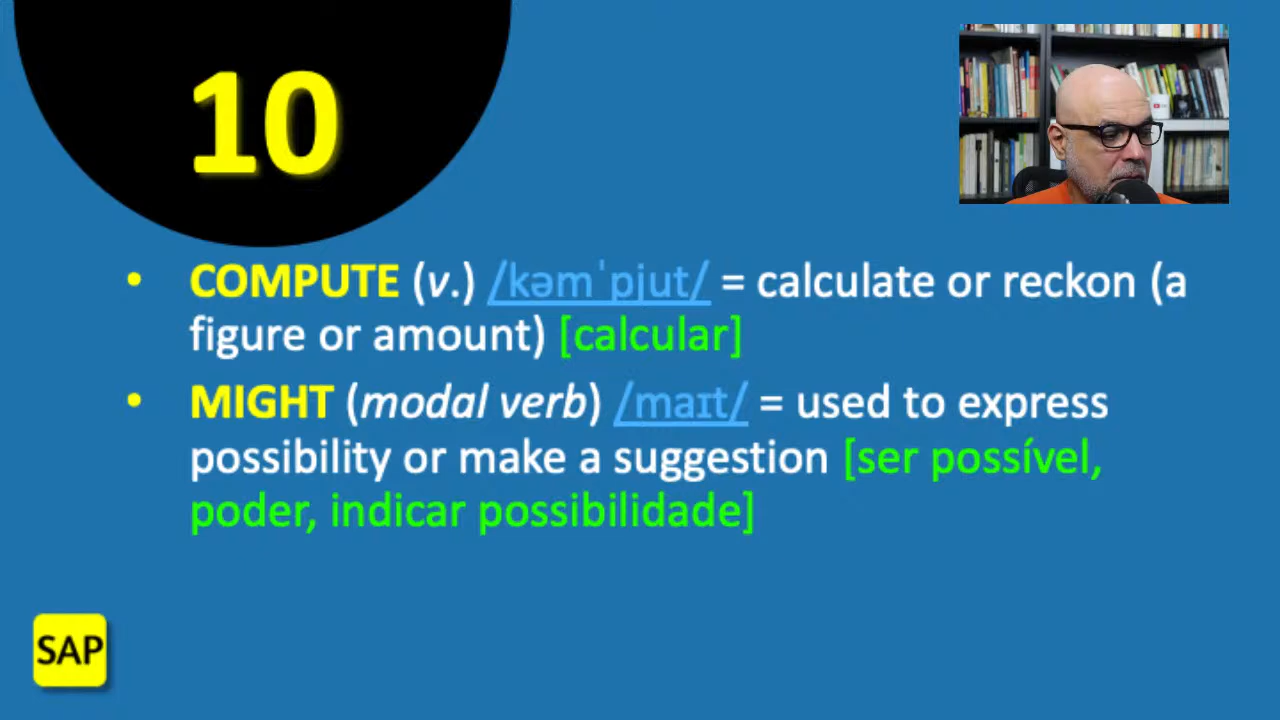 10
• COMPUTE (v.) /kəmˈpjut/ = calculate or reckon (a
figure or amount) [calcular]
• MIGHT (modal verb) /maɪt/ = used to express
possibility or make a suggestion [ser possível,
poder, indicar possibilidade]
SAP